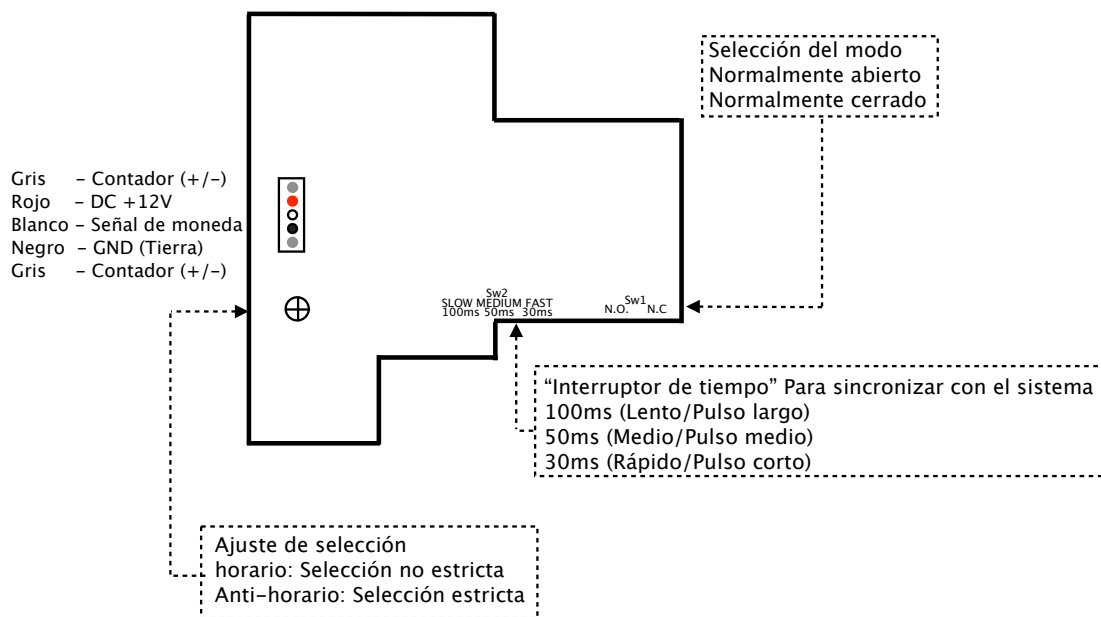 Selección del modo
Normalmente abierto
Normalmente cerrado
Gris – Contador (+/–)
Rojo – DC +12V
Blanco – Señal de moneda
Negro – GND (Tierra)
Gris – Contador (+/–)
Sw2
SLOW MEDIUM FAST
100ms 50ms 30ms
Sw1
N.O. N.C
“Interruptor de tiempo” Para sincronizar con el sistema
100ms (Lento/Pulso largo)
50ms (Medio/Pulso medio)
30ms (Rápido/Pulso corto)
Ajuste de selección
horario: Selección no estricta
Anti–horario: Selección estricta